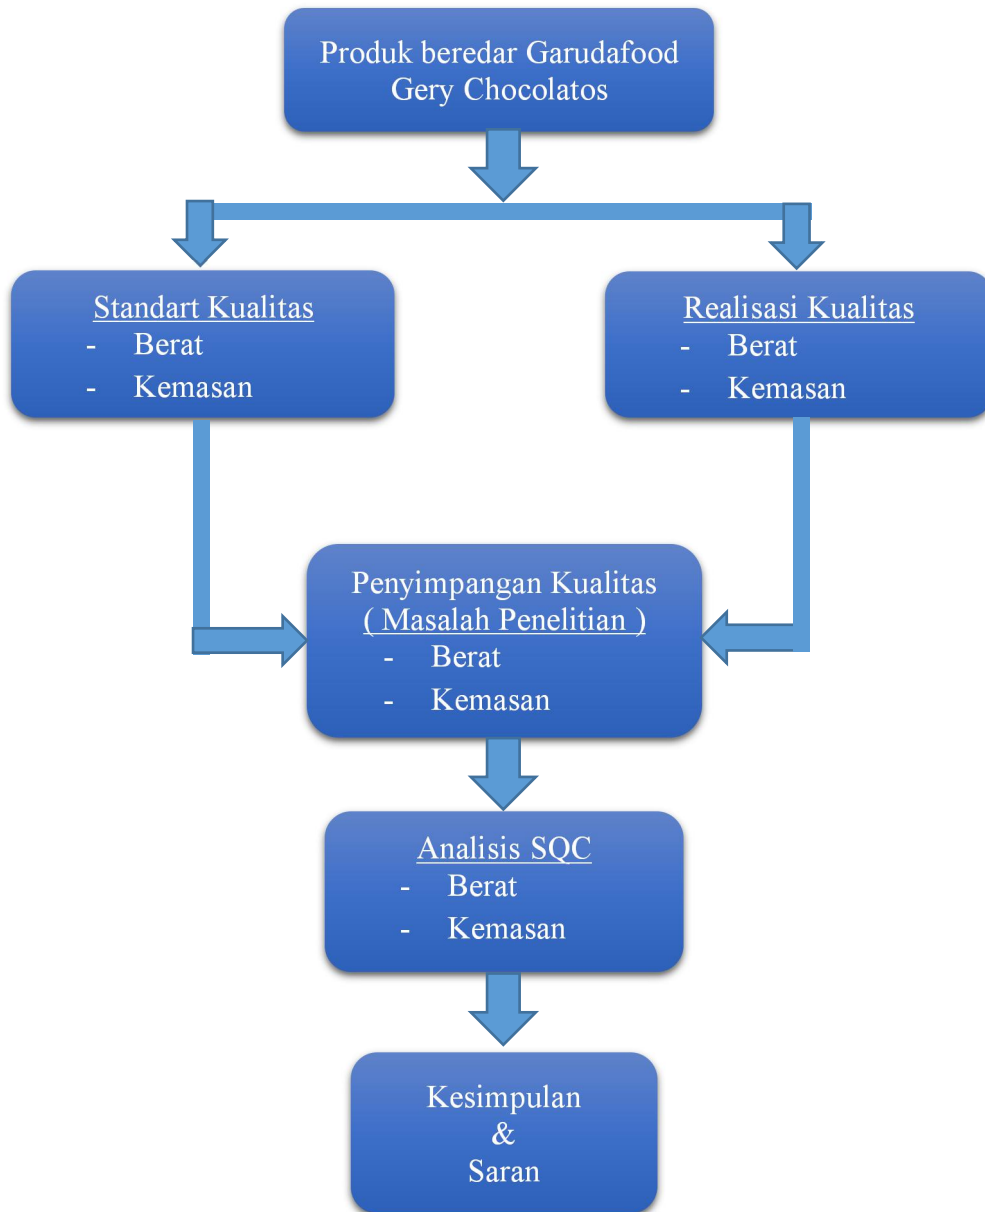 Produk beredar Garudafood
Gery Chocolatos
Standart Kualitas
- Berat
- Kemasan
Realisasi Kualitas
- Berat
- Kemasan
Penyimpangan Kualitas
( Masalah Penelitian )
- Berat
- Kemasan
Analisis SQC
- Berat
- Kemasan
Kesimpulan
&
Saran